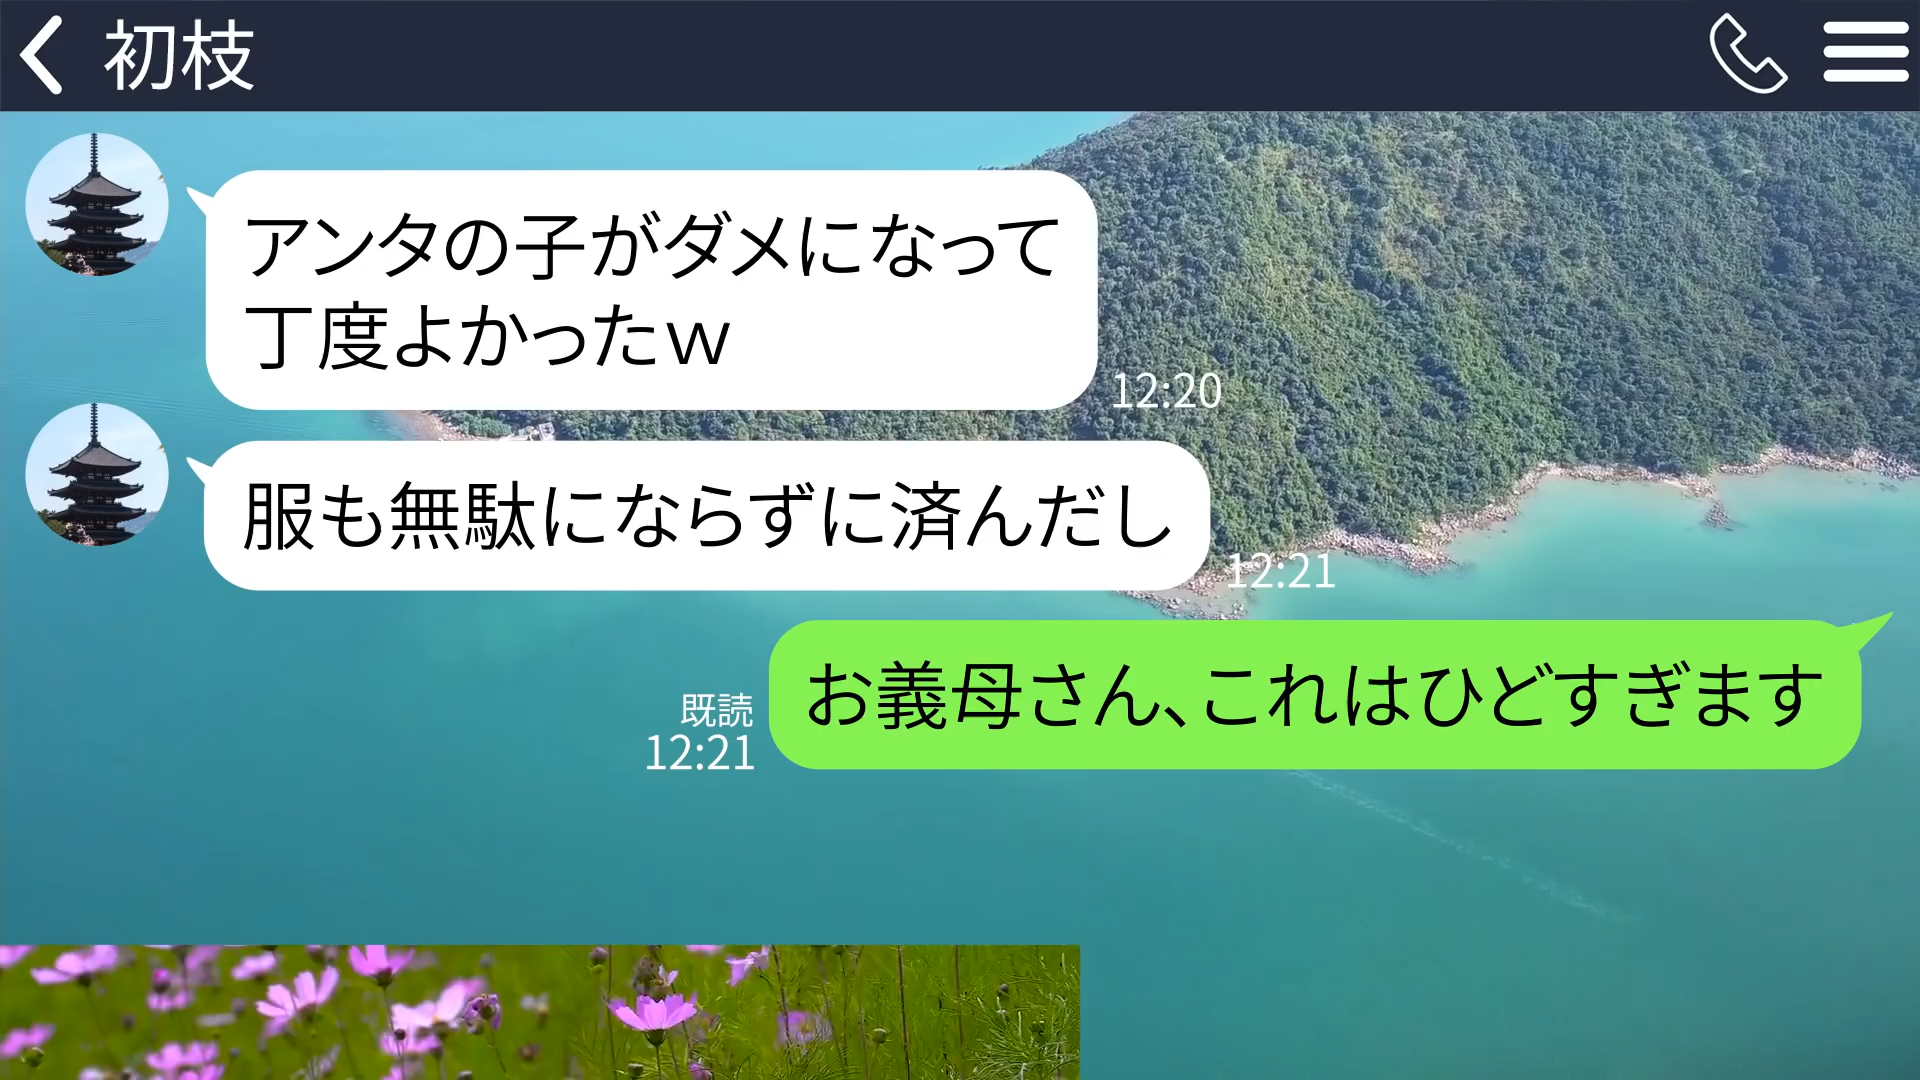 初枝
アンタの子がダメになって
丁度よかったｗ
12:20
服も無駄にならずに済んだし
12:21
お義母さん、これはひどすぎます
既読
12:21